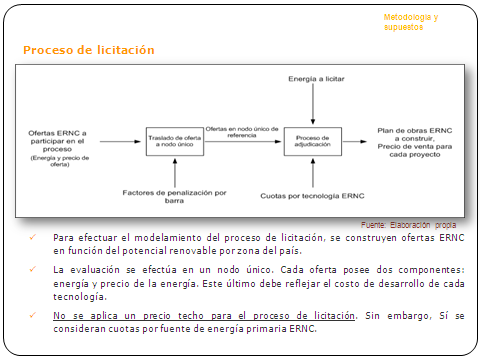 Metodología y
supuestos
Proceso de licitación
Energía a licitar
Ofertas ERNC a
participar en el
proceso
(Energía y precio de
oferta)
Traslado de oferta
a nodo único
Ofertas en nodo único de
referencia
Proceso de
adjudicación
Plan de obras ERNC
a construir,
Precio de venta para
cada proyecto
Factores de penalización por
barra
Cuotas por tecnología ERNC
Fuente: Elaboración propia
Para efectuar el modelamiento del proceso de licitación, se construyen ofertas ERNC
en función del potencial renovable por zona del país.
La evaluación se efectúa en un nodo único. Cada oferta posee dos componentes:
energía y precio de la energía. Este último debe reflejar el costo de desarrollo de cada
tecnología.
No se aplica un precio techo para el proceso de licitación. Sin embargo, Sí se
consideran cuotas por fuente de energía primaria ERNC.